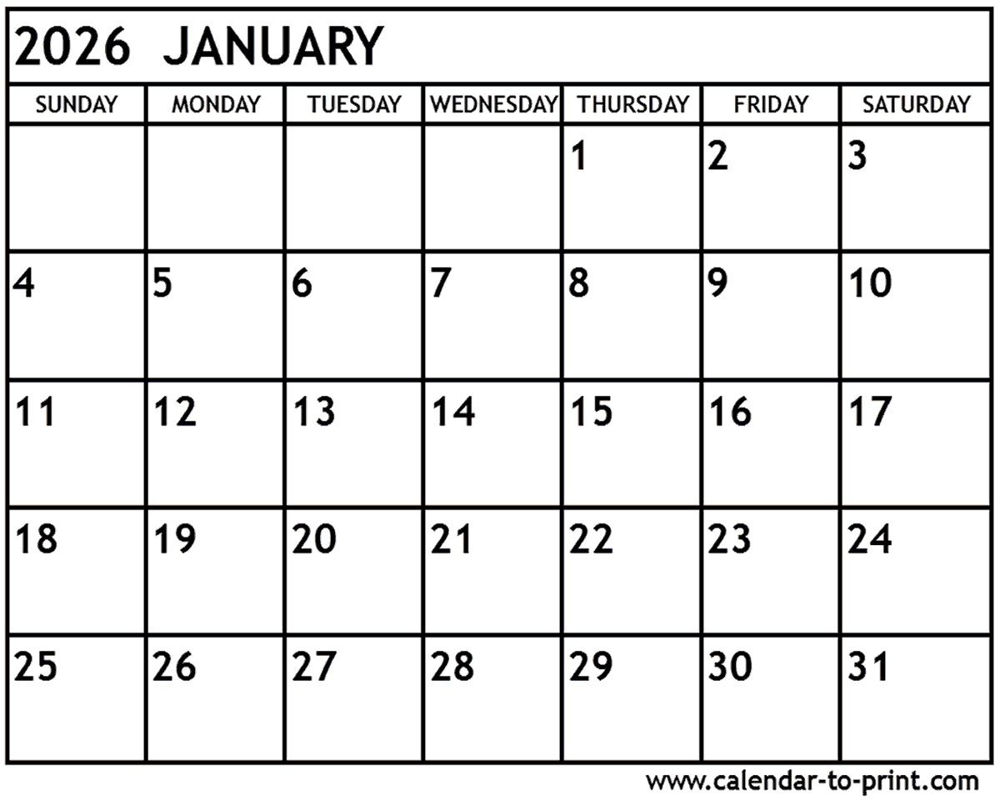 2026 JANUARY
SUNDAY MONDAY TUESDAY WEDNESDAY THURSDAY FRIDAY SATURDAY
1 2 3
4 5 6 7 8 9 10
11 12 13 14 15 16 17
18 19 20 21 22 23 24
25 26 27 28 29 30 31
www.calendar-to-print.com